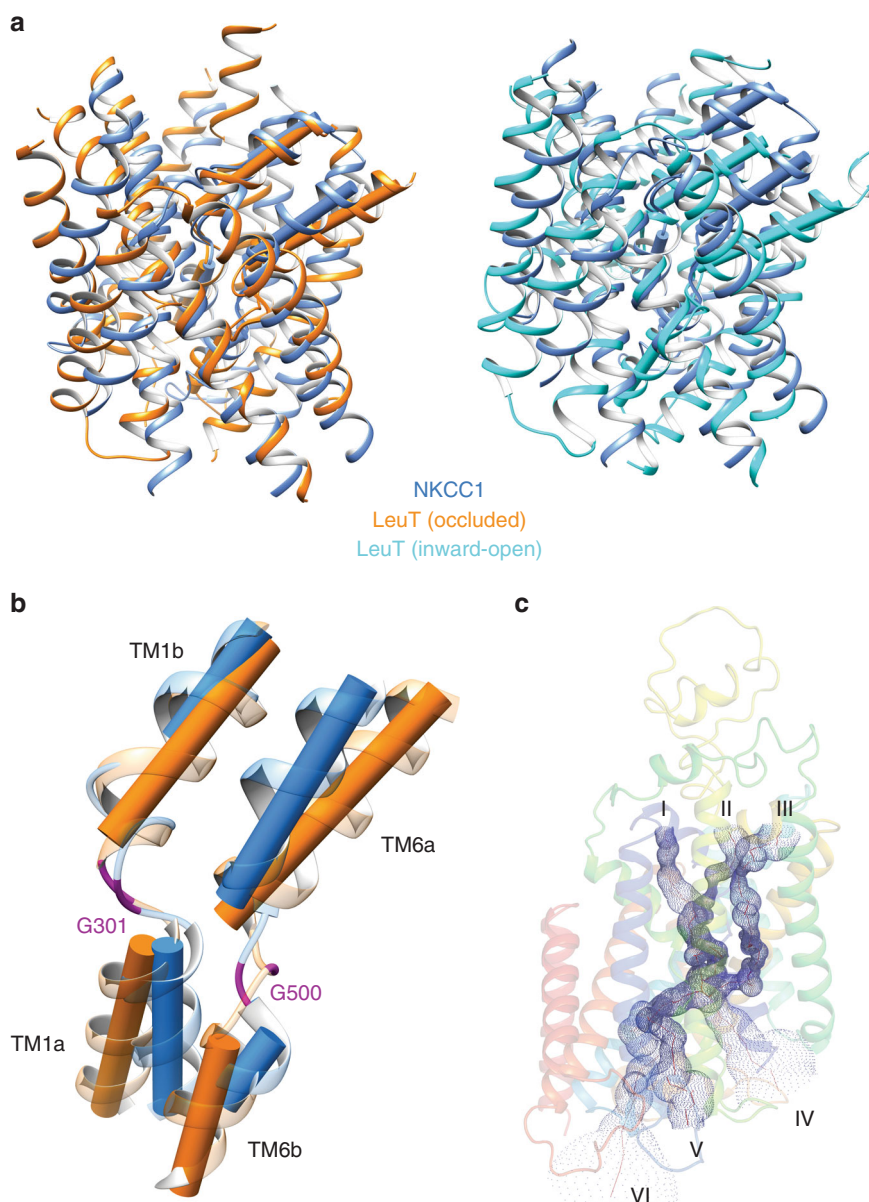 a
NKCC1
LeuT (occluded)
LeuT (inward-open)
b
TM1b
TM6a
G301
G500
TM1a
TM6b
c
I
II
III
IV
V
VI